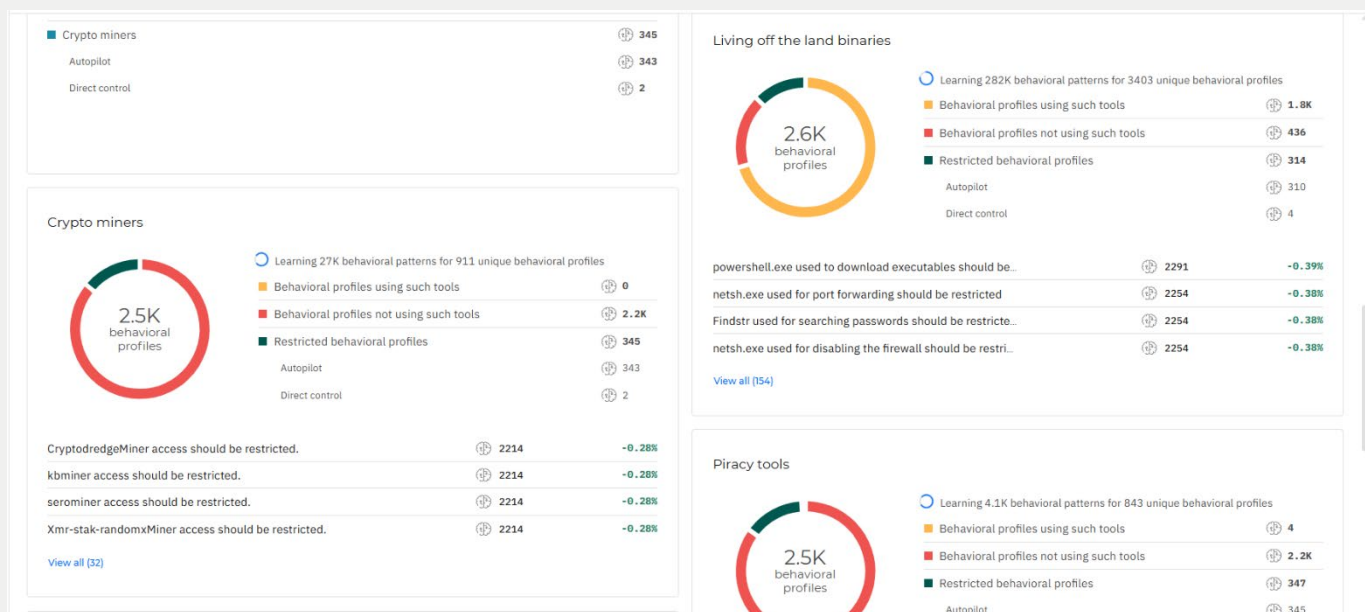 Crypto miners 345
Autopilot 343
Direct control 2
Crypto miners
2.5K
behavioral
profiles
Learning 27K behavioral patterns for 911 unique behavioral profiles
Behavioral profiles using such tools 0
Behavioral profiles not using such tools 2.2K
Restricted behavioral profiles 345
Autopilot 343
Direct control 2
CryptodredgeMiner access should be restricted. 2214 -0.28%
kbminer access should be restricted. 2214 -0.28%
serominer access should be restricted. 2214 -0.28%
Xmr-stak-randomxMiner access should be restricted. 2214 -0.28%
View all (32)
Living off the land binaries
2.6K
behavioral
profiles
Learning 282K behavioral patterns for 3403 unique behavioral profiles
Behavioral profiles using such tools 1.8K
Behavioral profiles not using such tools 436
Restricted behavioral profiles 314
Autopilot 310
Direct control 4
powershell.exe used to download executables should be... 2291 -0.39%
netsh.exe used for port forwarding should be restricted 2254 -0.38%
Findstr used for searching passwords should be restricte... 2254 -0.38%
netsh.exe used for disabling the firewall should be restri... 2254 -0.38%
View all (154)
Piracy tools
2.5K
behavioral
profiles
Learning 4.1K behavioral patterns for 843 unique behavioral profiles
Behavioral profiles using such tools 4
Behavioral profiles not using such tools 2.2K
Restricted behavioral profiles 347
Autopilot 345